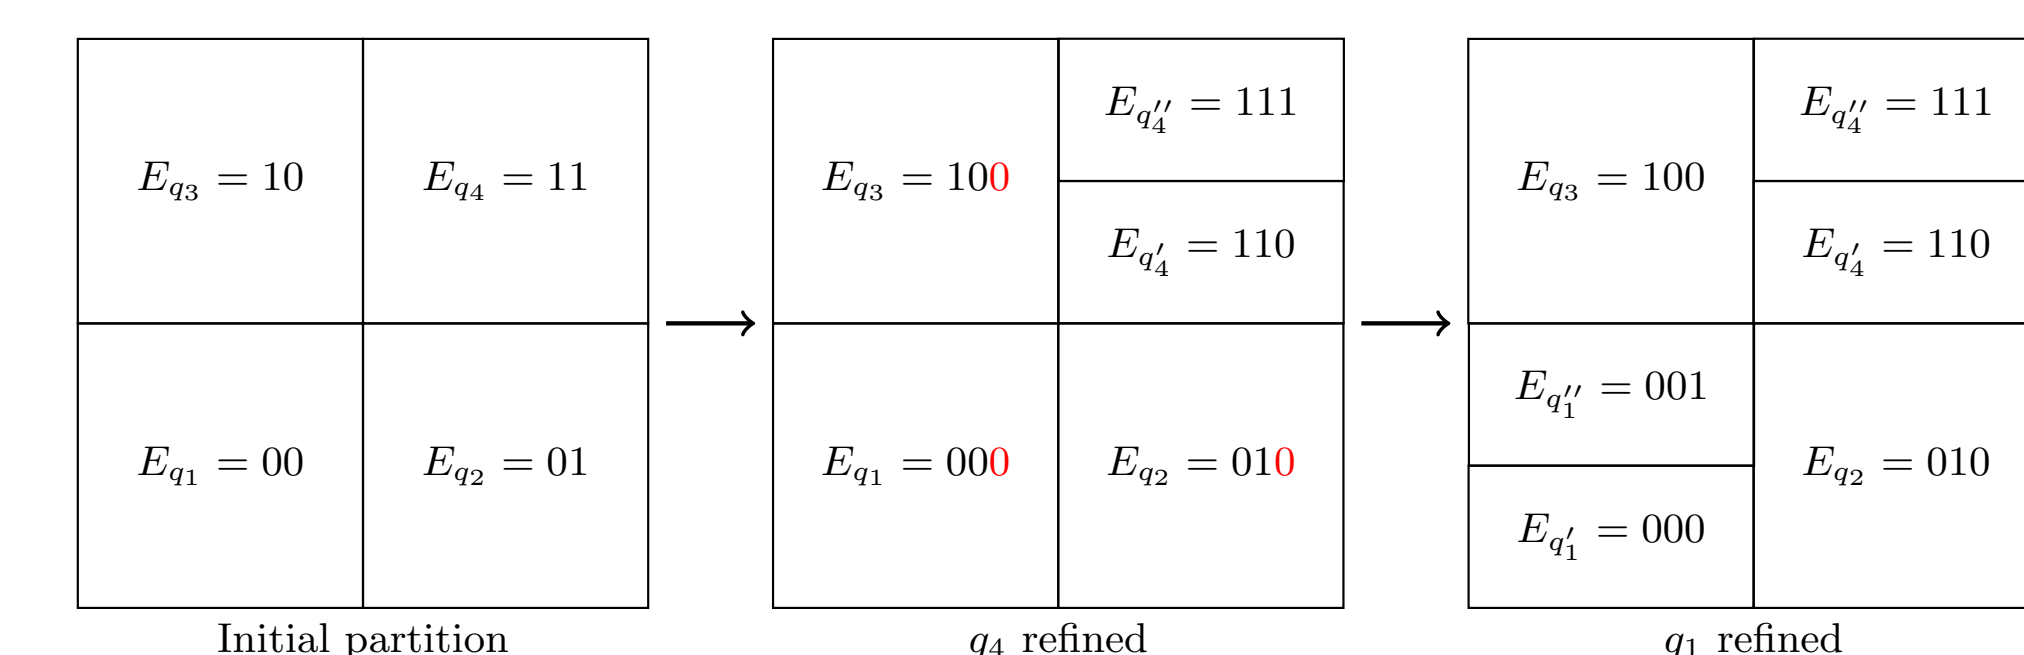 E_{q_3} = 10
E_{q_4} = 11
E_{q_1} = 00
E_{q_2} = 01
Initial partition
E_{q_3} = 100
E_{q_4''} = 111
E_{q_4'} = 110
E_{q_1} = 000
E_{q_2} = 010
q_4 refined
E_{q_3} = 100
E_{q_4''} = 111
E_{q_4'} = 110
E_{q_1''} = 001
E_{q_1'} = 000
E_{q_2} = 010
q_1 refined